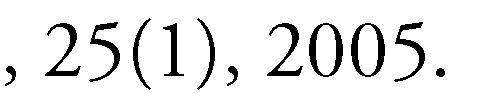 , 25(1), 2005.